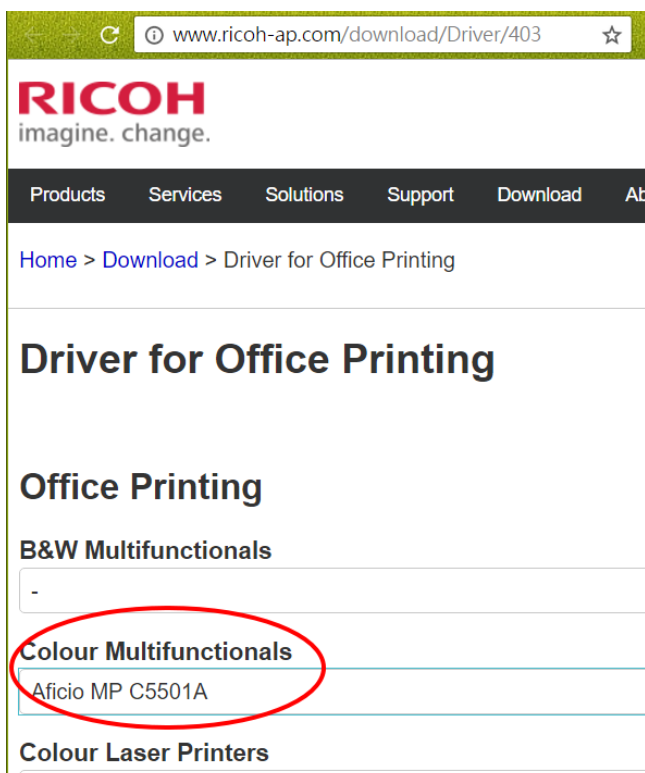 www.ricoh-ap.com/download/Driver/403
RICOH
imagine. change.
Products Services Solutions Support Download Ab
Home > Download > Driver for Office Printing
Driver for Office Printing
Office Printing
B&W Multifunctionals
-
Colour Multifunctionals
Aficio MP C5501A
Colour Laser Printers